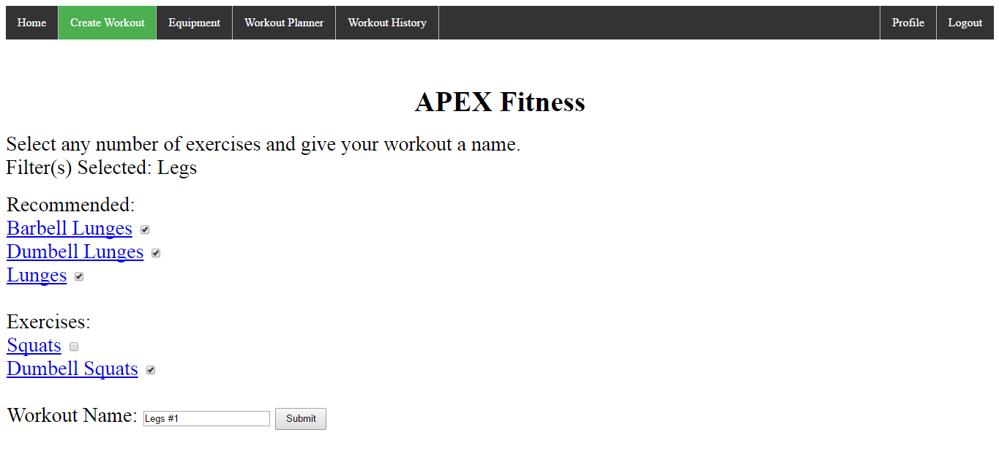 Home Create Workout Equipment Workout Planner Workout History Profile Logout
APEX Fitness
Select any number of exercises and give your workout a name.
Filter(s) Selected: Legs
Recommended:
Barbell Lunges
Dumbell Lunges
Lunges
Exercises:
Squats
Dumbell Squats
Workout Name: Legs #1 Submit